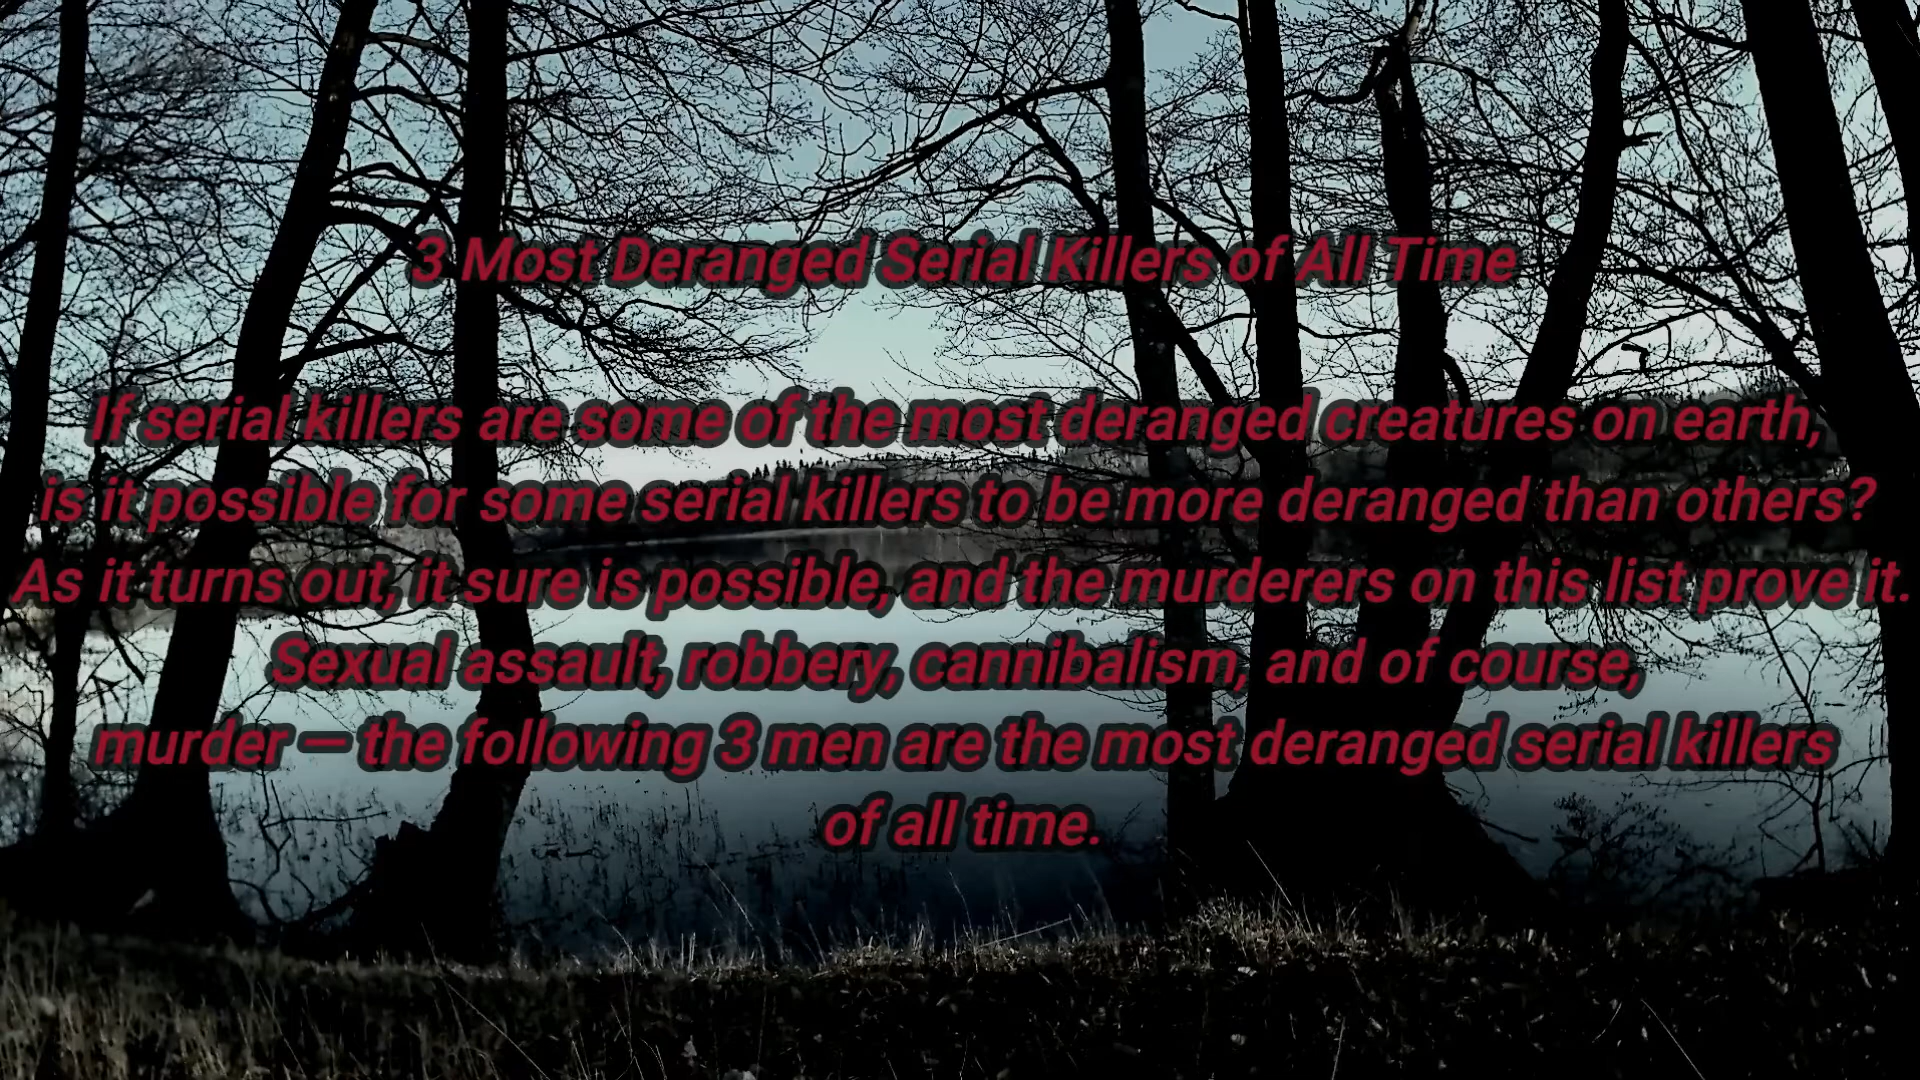 3 Most Deranged Serial Killers of All Time
If serial killers are some of the most deranged creatures on earth,
is it possible for some serial killers to be more deranged than others?
As it turns out, it sure is possible, and the murderers on this list prove it.
Sexual assault, robbery, cannibalism, and of course,
murder — the following 3 men are the most deranged serial killers
of all time.